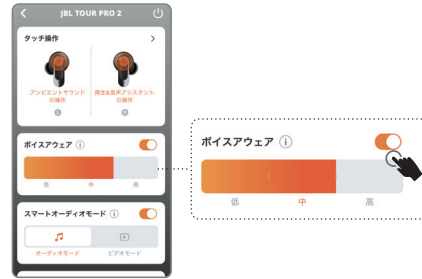 JBL TOUR PRO 2
タッチ操作
アンビエントサウンド
の操作
再生&音声アシスタント
の操作
ボイスアウェア
低 中 高
スマートオーディオモード
オーディオモード ビデオモード
ボイスアウェア
低 中 高